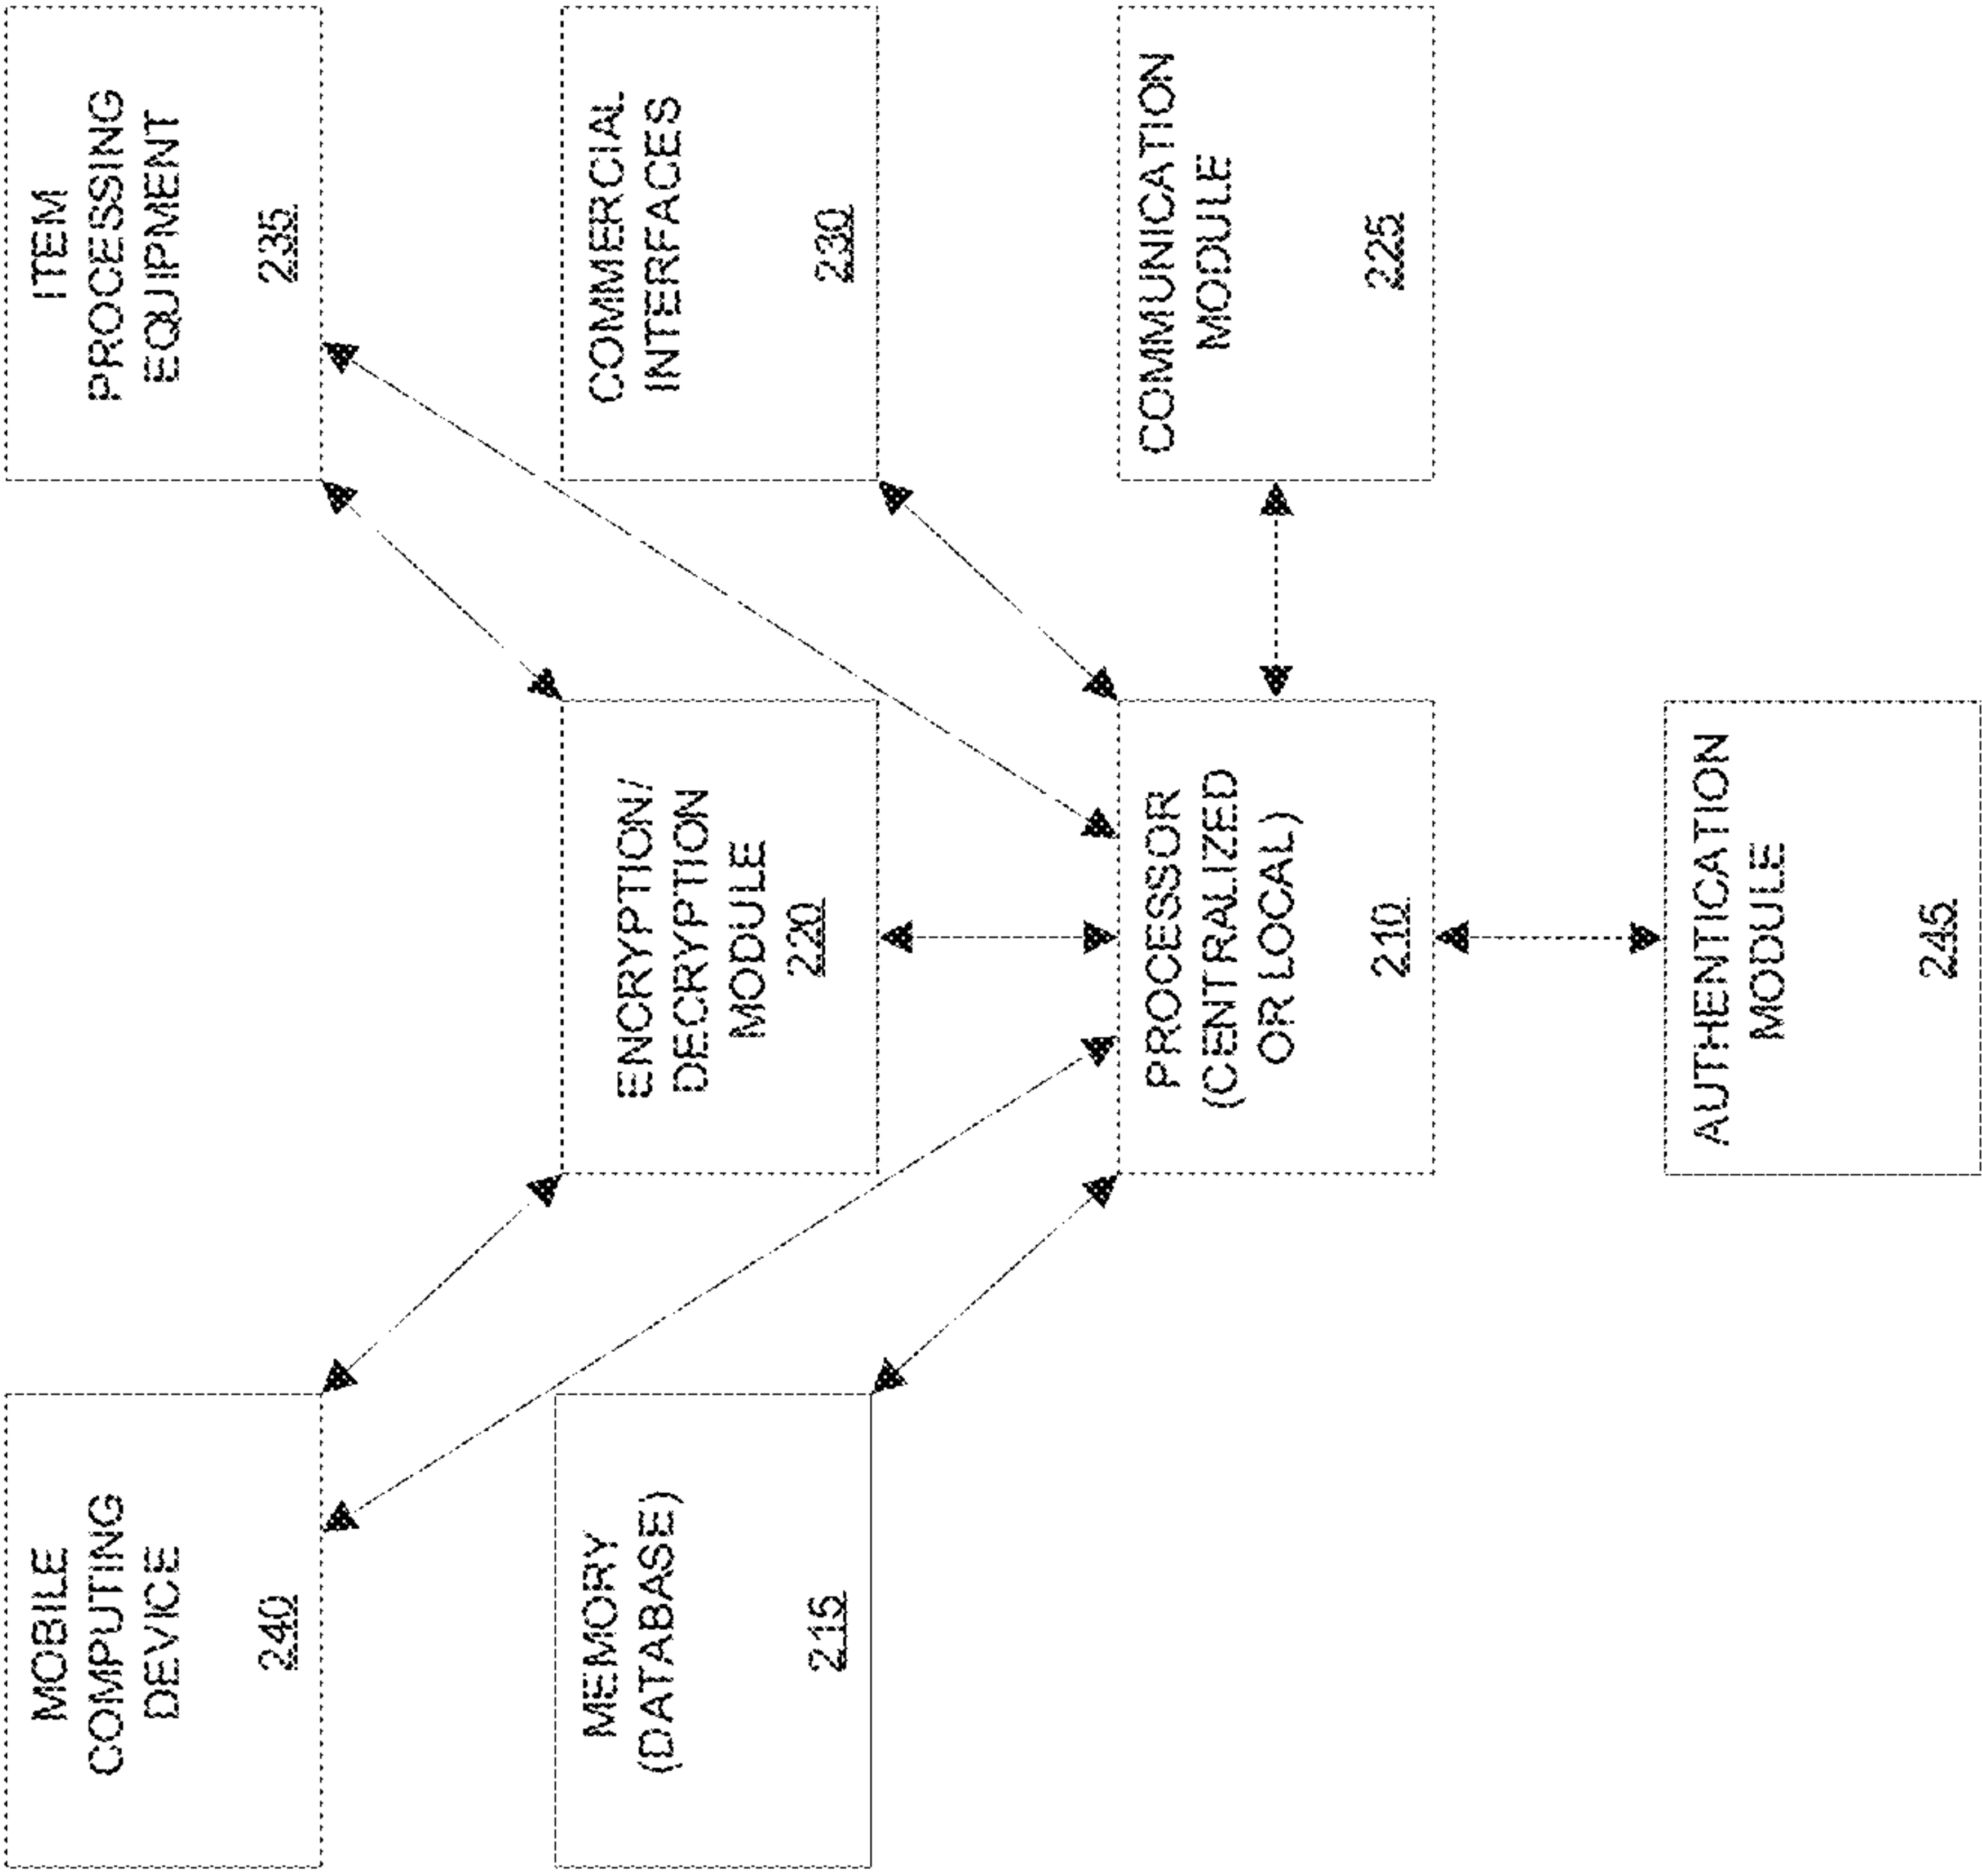 MOBILE
COMPUTING
DEVICE
240
ITEM
PROCESSING
EQUIPMENT
235
MEMORY
(DATABASE)
215
ENCRYPTION/
DECRYPTION
MODULE
220
COMMERCIAL
INTERFACES
230
PROCESSOR
(CENTRALIZED
OR LOCAL)
210
COMMUNICATION
MODULE
225
AUTHENTICATION
MODULE
245